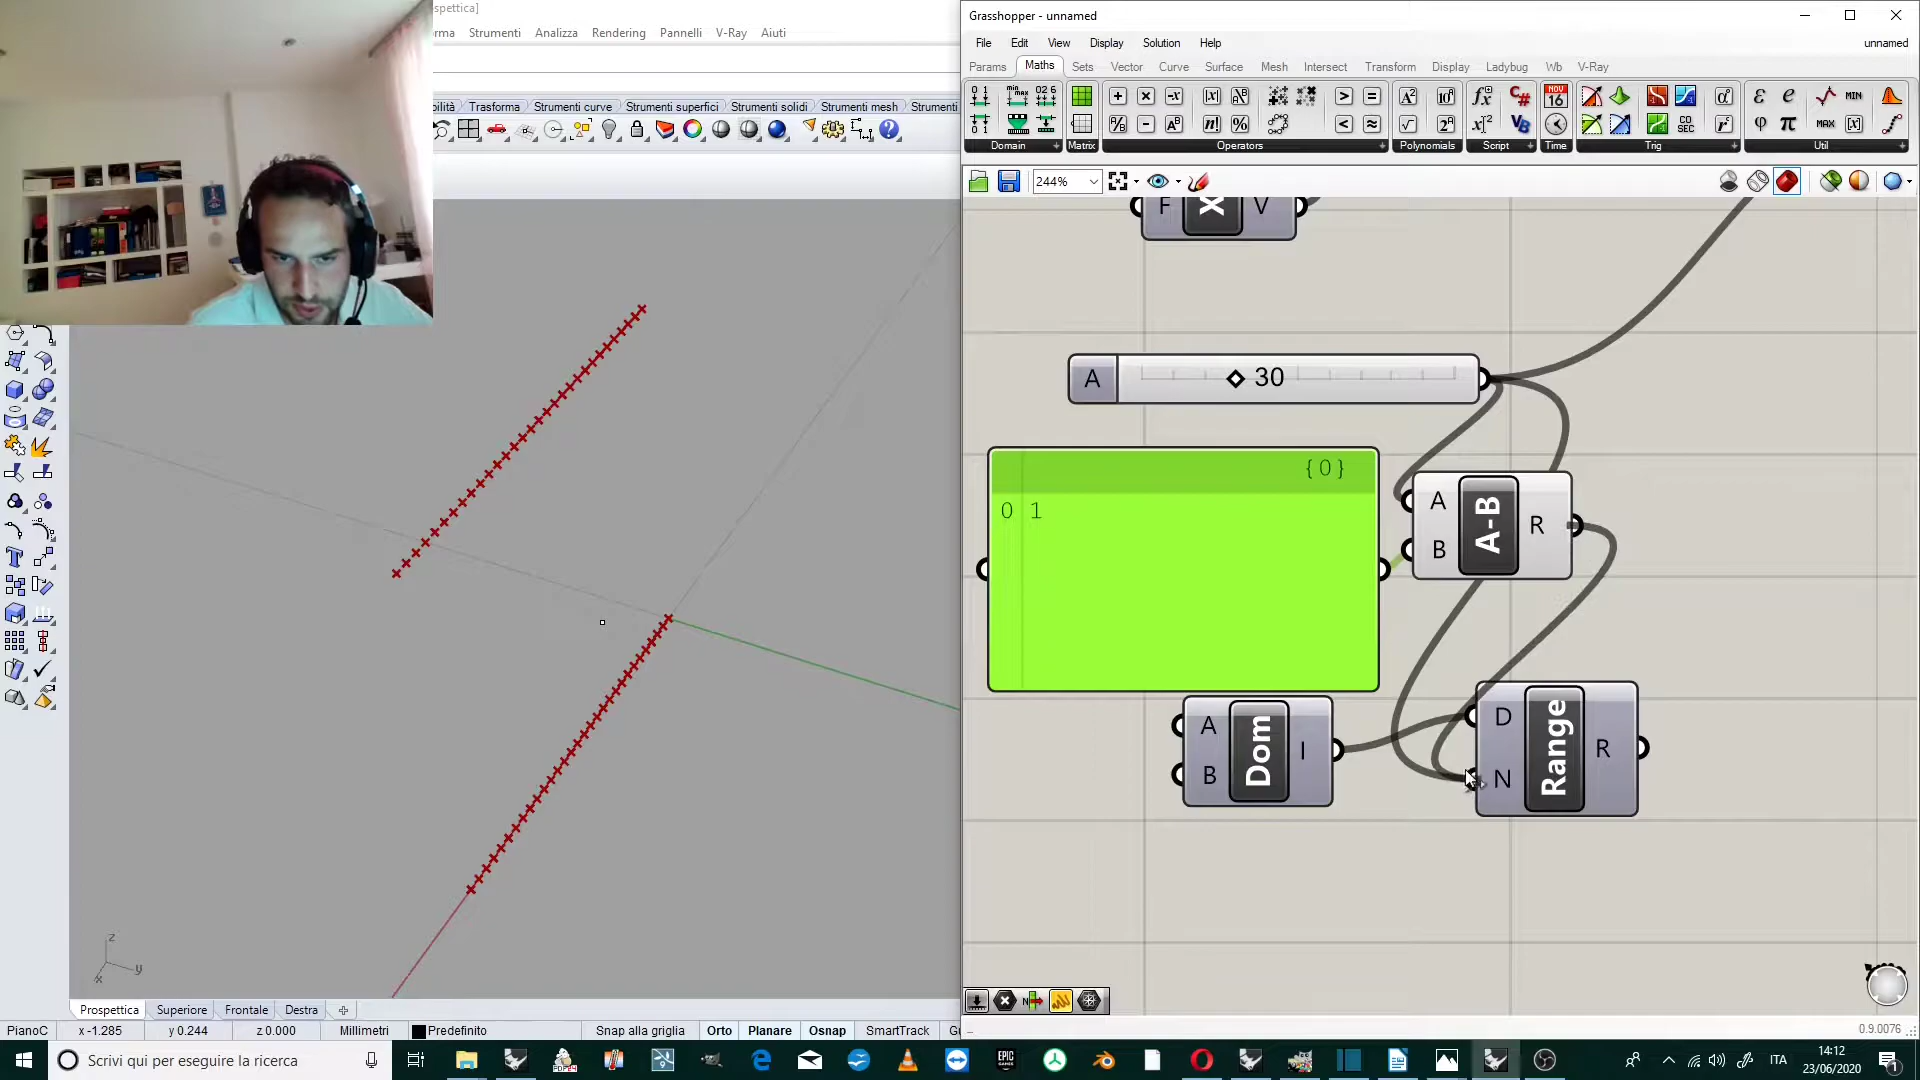 spettica]
rma Strumenti Analizza Rendering Pannelli V-Ray Aiuti
bilità Trasforma Strumenti curve Strumenti superfici Strumenti solidi Strumenti mesh Strumenti
Grasshopper - unnamed
File Edit View Display Solution Help unnamed
Params Maths Sets Vector Curve Surface Mesh Intersect Transform Display Ladybug Wb V-Ray
Domain Matrix Operators Polynomials Script Time Trig Util
244%
F X V
A 30
{0}
0 1
A A-B R
B
A Dom I
B
D Range R
N
z
y
x
Prospettica Superiore Frontale Destra
PianoC x -1.285 y 0.244 z 0.000 Millimetri Predefinito Snap alla griglia Orto Planare Osnap SmartTrack Gu
0.9.0076
Scrivi qui per eseguire la ricerca
ITA 14:12
23/06/2020